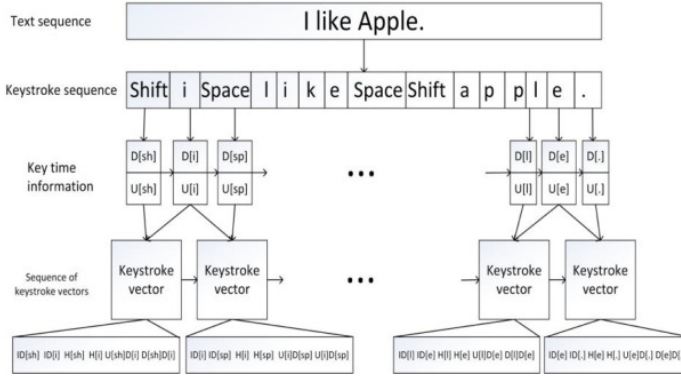 Text sequence
I like Apple.
Keystroke sequence
Shift i Space l i k e Space Shift a p p l e .
Key time information
D[sh] D[i] D[sp] ... D[l] D[e] D[.]
U[sh] U[i] U[sp] U[l] U[e] U[.]
Sequence of keystroke vectors
Keystroke vector Keystroke vector ... Keystroke vector Keystroke vector
ID[sh] ID[i] H[sh] H[i] U[sh]D[i] D[sh]D[i]
ID[i] ID[sp] H[i] H[sp] U[i]D[sp] U[i]D[sp]
ID[l] ID[e] H[l] H[e] U[l]D[e] D[l]D[e]
ID[e] ID[.] H[e] H[.] U[e]D[.] D[e]D[.]